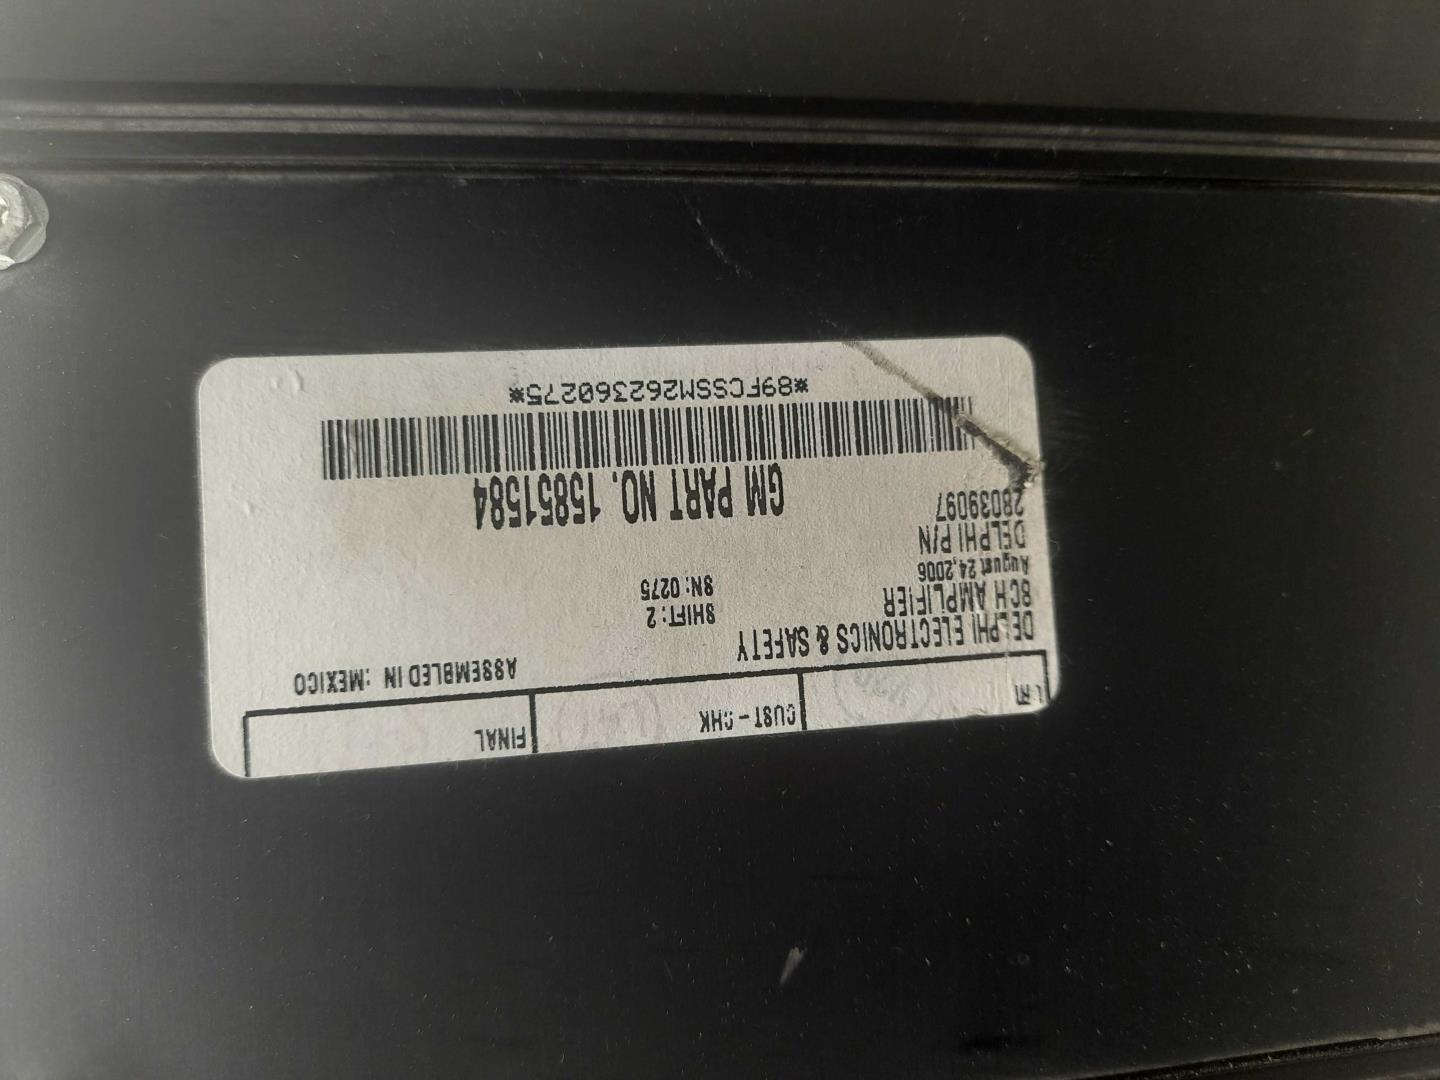 CUST-CHK
FINAL
DELPHI ELECTRONICS & SAFETY
ASSEMBLED IN :MEXICO
8CH AMPLIFIER
SHIFT: 2
August 24,2006
SN: 0275
DELPHI P/N
28039097
GM PART NO. 15851584
*89FCSSM262360275*